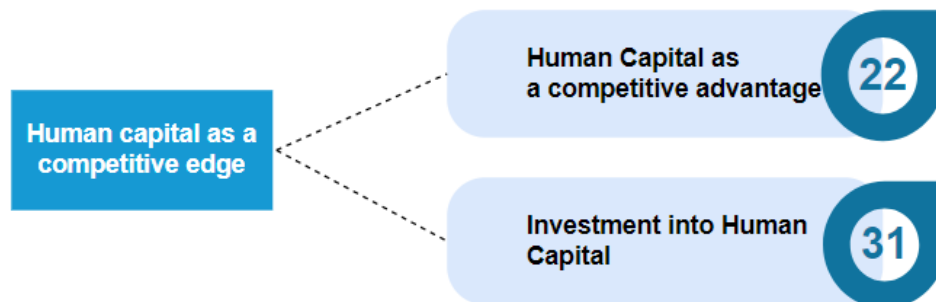 Human capital as a
competitive edge
Human Capital as
a competitive advantage
22
Investment into Human
Capital
31